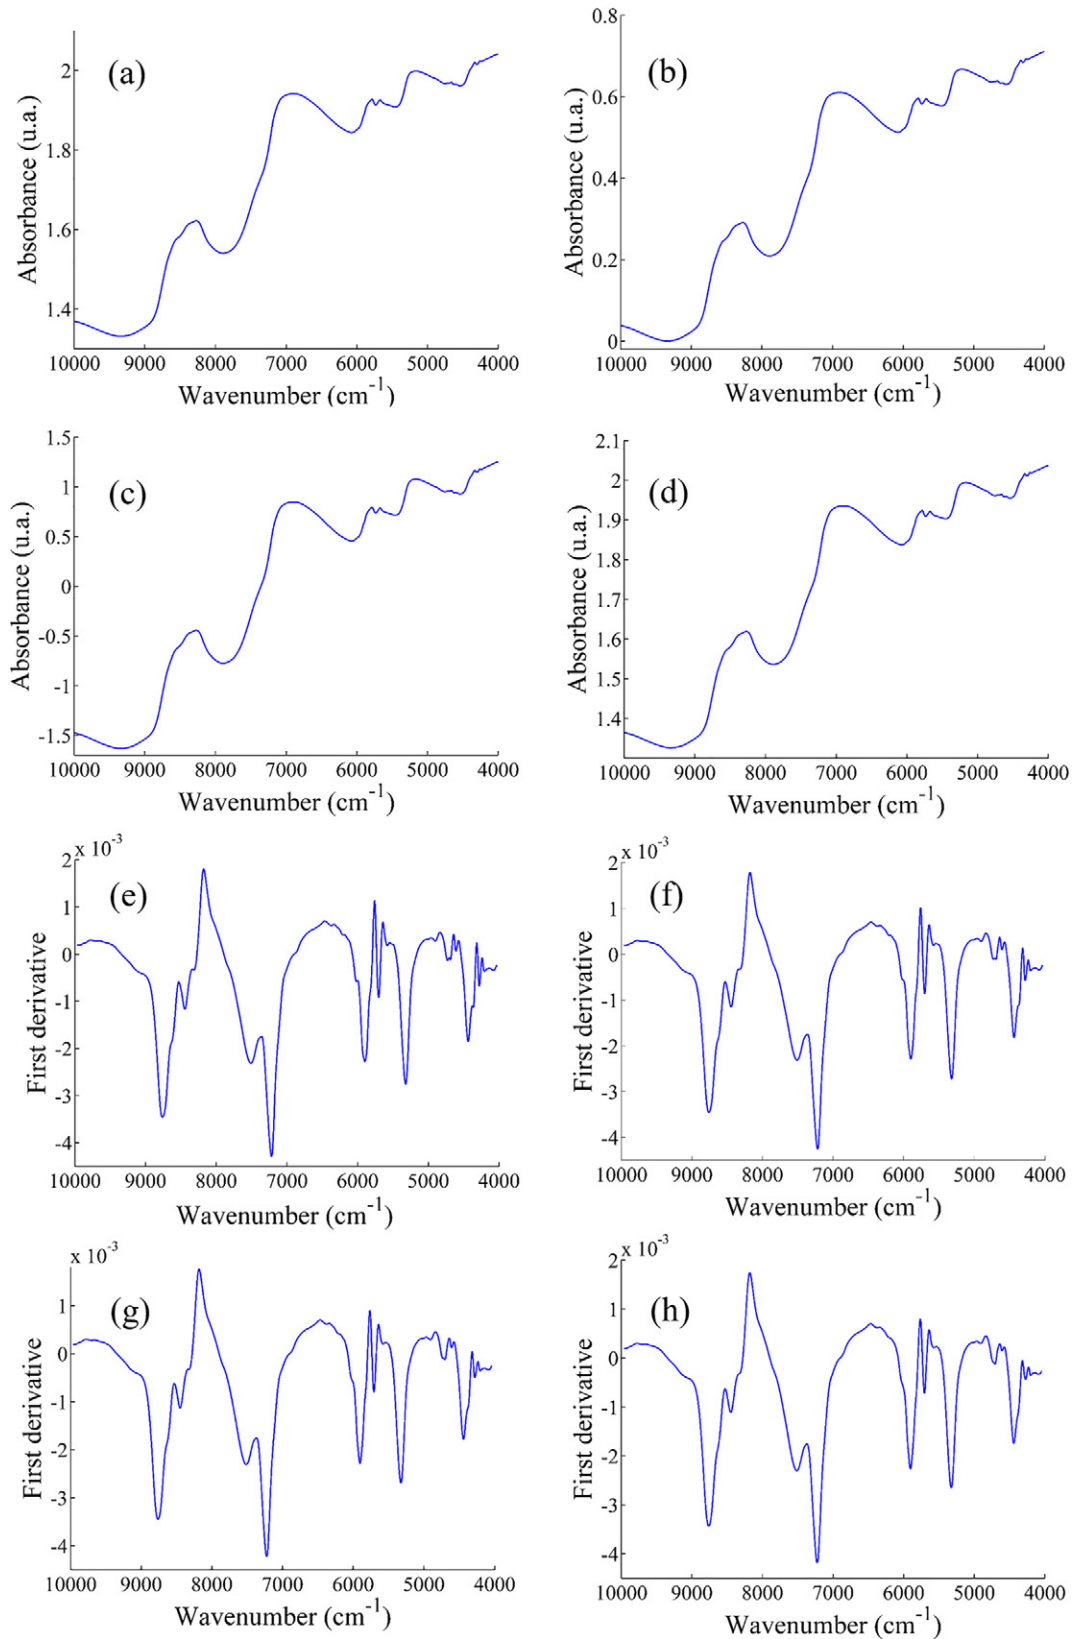 (a)
Absorbance (u.a.)
2
1.8
1.6
1.4
10000 9000 8000 7000 6000 5000 4000
Wavenumber (cm-1)
(b)
Absorbance (u.a.)
0.8
0.6
0.4
0.2
0
10000 9000 8000 7000 6000 5000 4000
Wavenumber (cm-1)
(c)
Absorbance (u.a.)
1.5
1
0.5
0
-0.5
-1
-1.5
10000 9000 8000 7000 6000 5000 4000
Wavenumber (cm-1)
(d)
Absorbance (u.a.)
2.1
2
1.9
1.8
1.7
1.6
1.5
1.4
10000 9000 8000 7000 6000 5000 4000
Wavenumber (cm-1)
x 10-3
(e)
First derivative
2
1
0
-1
-2
-3
-4
10000 9000 8000 7000 6000 5000 4000
Wavenumber (cm-1)
x 10-3
(f)
First derivative
2
1
0
-1
-2
-3
-4
10000 9000 8000 7000 6000 5000 4000
Wavenumber (cm-1)
x 10-3
(g)
First derivative
1
0
-1
-2
-3
-4
10000 9000 8000 7000 6000 5000 4000
Wavenumber (cm-1)
x 10-3
(h)
First derivative
2
1
0
-1
-2
-3
-4
10000 9000 8000 7000 6000 5000 4000
Wavenumber (cm-1)